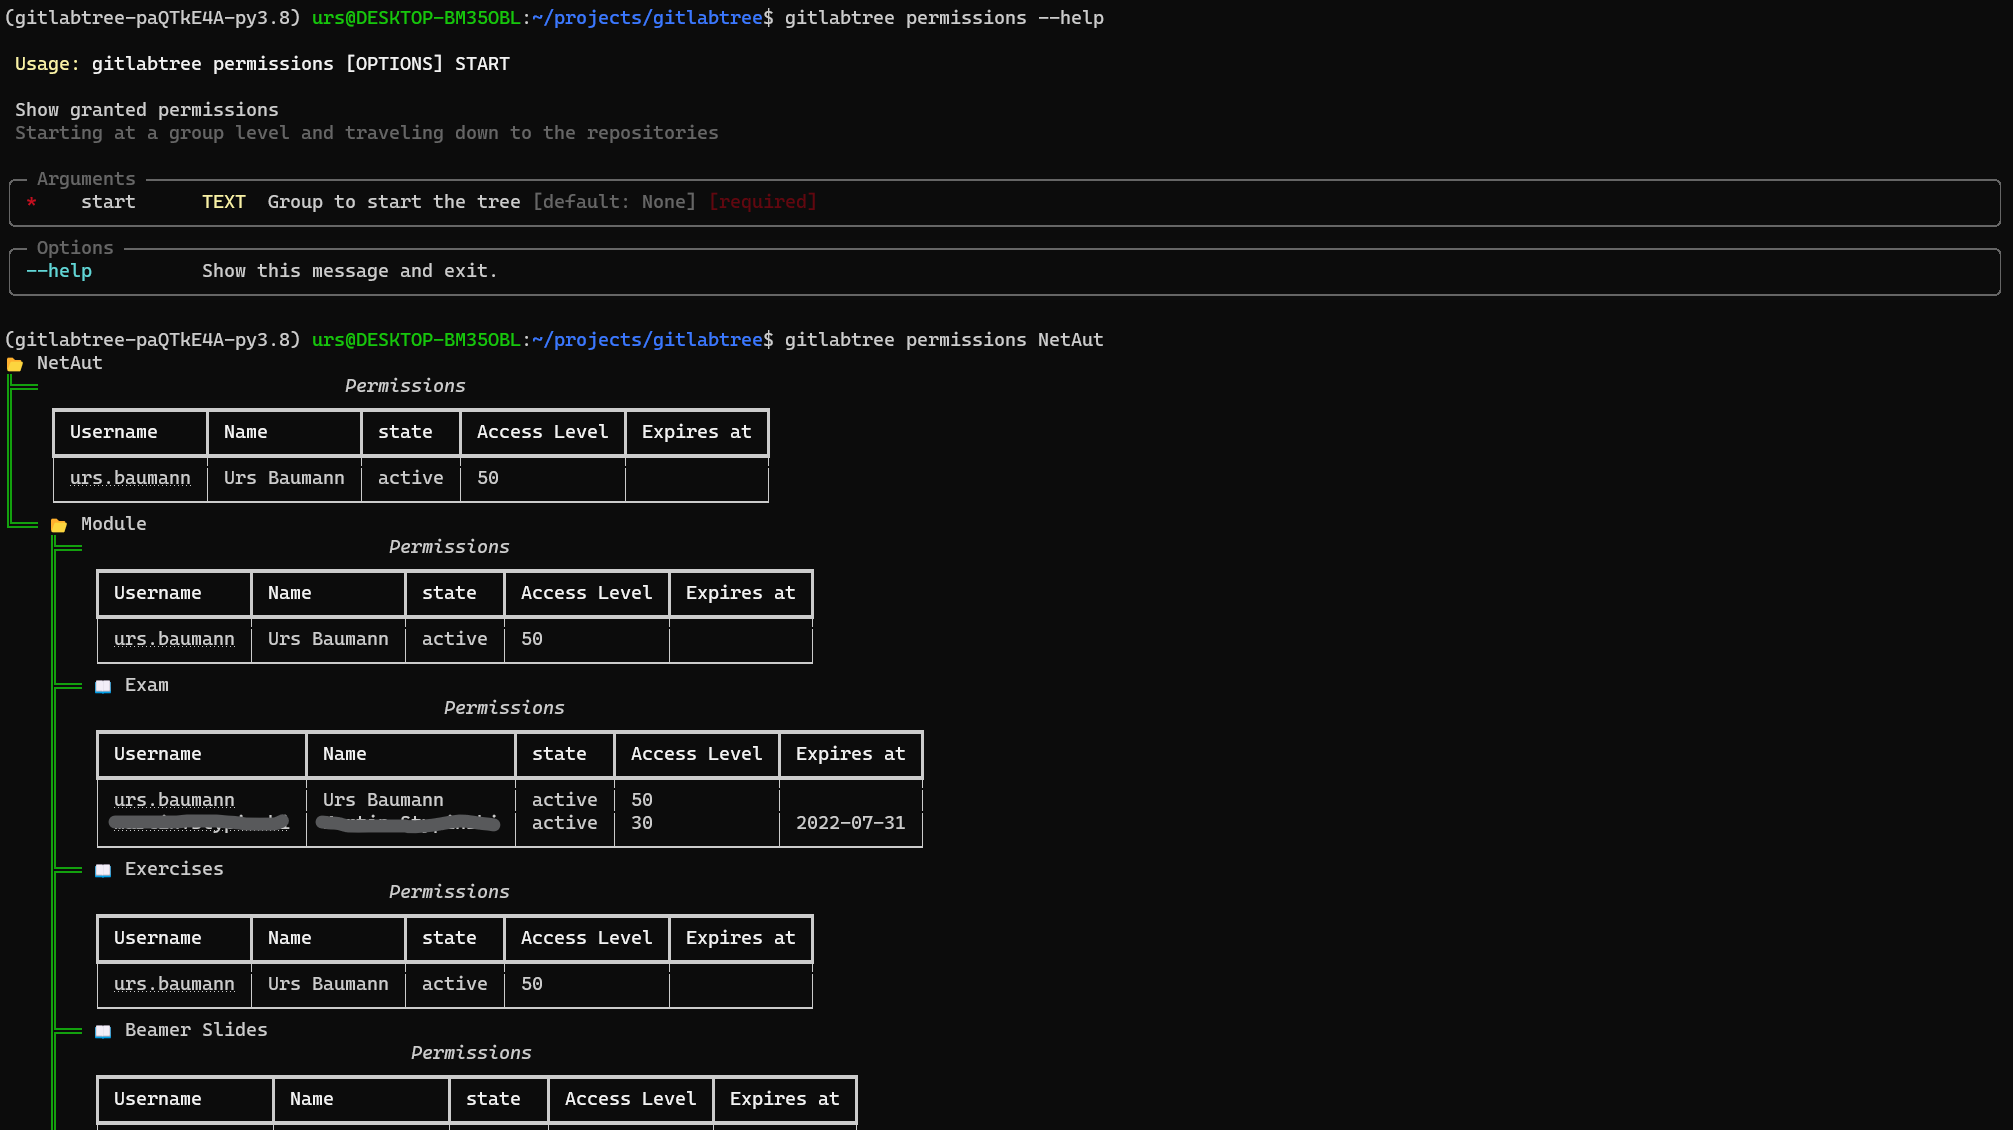 (gitlabtree-paQTkE4A-py3.8) urs@DESKTOP-BM35OBL:~/projects/gitlabtree$ gitlabtree permissions --help
Usage: gitlabtree permissions [OPTIONS] START
Show granted permissions
Starting at a group level and traveling down to the repositories
Arguments
* start TEXT Group to start the tree [default: None] [required]
Options
--help Show this message and exit.
(gitlabtree-paQTkE4A-py3.8) urs@DESKTOP-BM35OBL:~/projects/gitlabtree$ gitlabtree permissions NetAut
NetAut
Permissions
Username Name state Access Level Expires at
urs.baumann Urs Baumann active 50
Module
Permissions
Username Name state Access Level Expires at
urs.baumann Urs Baumann active 50
Exam
Permissions
Username Name state Access Level Expires at
urs.baumann Urs Baumann active 50
active 30 2022-07-31
Exercises
Permissions
Username Name state Access Level Expires at
urs.baumann Urs Baumann active 50
Beamer Slides
Permissions
Username Name state Access Level Expires at